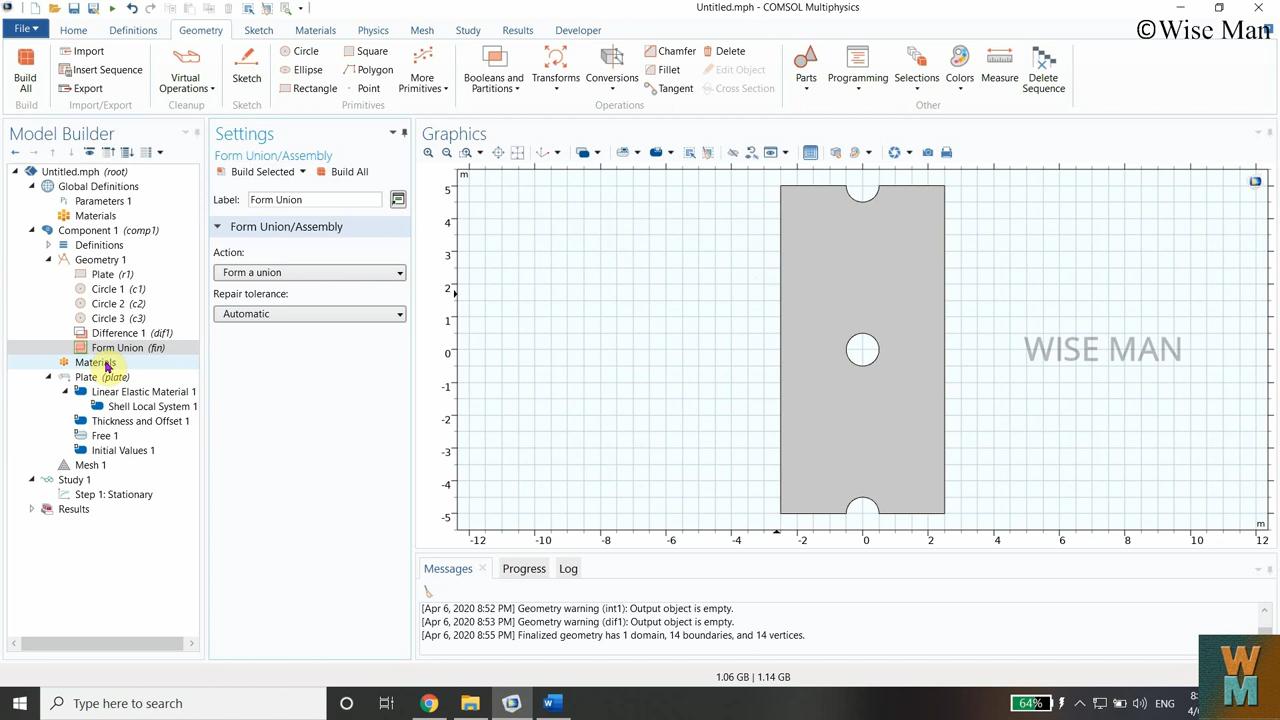 Untitled.mph - COMSOL Multiphysics
©Wise Man
File
Home
Definitions
Geometry
Sketch
Materials
Physics
Mesh
Study
Results
Developer
Build All
Build
Import
Insert Sequence
Export
Import/Export
Virtual Operations
Cleanup
Sketch
Sketch
Circle
Ellipse
Rectangle
Square
Polygon
Point
More Primitives
Primitives
Booleans and Partitions
Transforms
Conversions
Chamfer
Fillet
Tangent
Delete
Edit Object
Cross Section
Operations
Parts
Programming
Selections
Colors
Measure
Delete Sequence
Other
Model Builder
Untitled.mph (root)
Global Definitions
Parameters 1
Materials
Component 1 (comp1)
Definitions
Geometry 1
Plate (r1)
Circle 1 (c1)
Circle 2 (c2)
Circle 3 (c3)
Difference 1 (dif1)
Form Union (fin)
Materials
Plate (plate)
Linear Elastic Material 1
Shell Local System 1
Thickness and Offset 1
Free 1
Initial Values 1
Mesh 1
Study 1
Step 1: Stationary
Results
Settings
Form Union/Assembly
Build Selected
Build All
Label: Form Union
Form Union/Assembly
Action:
Form a union
Repair tolerance:
Automatic
Graphics
m
5
4
3
2
1
0
-1
-2
-3
-4
-5
WISE MAN
m
-12 -10 -8 -6 -4 -2 0 2 4 6 8 10 12
Messages
Progress
Log
[Apr 6, 2020 8:52 PM] Geometry warning (int1): Output object is empty.
[Apr 6, 2020 8:53 PM] Geometry warning (dif1): Output object is empty.
[Apr 6, 2020 8:55 PM] Finalized geometry has 1 domain, 14 boundaries, and 14 vertices.
1.06 GB | 1.14 GB
WM
Type here to search
64%
ENG